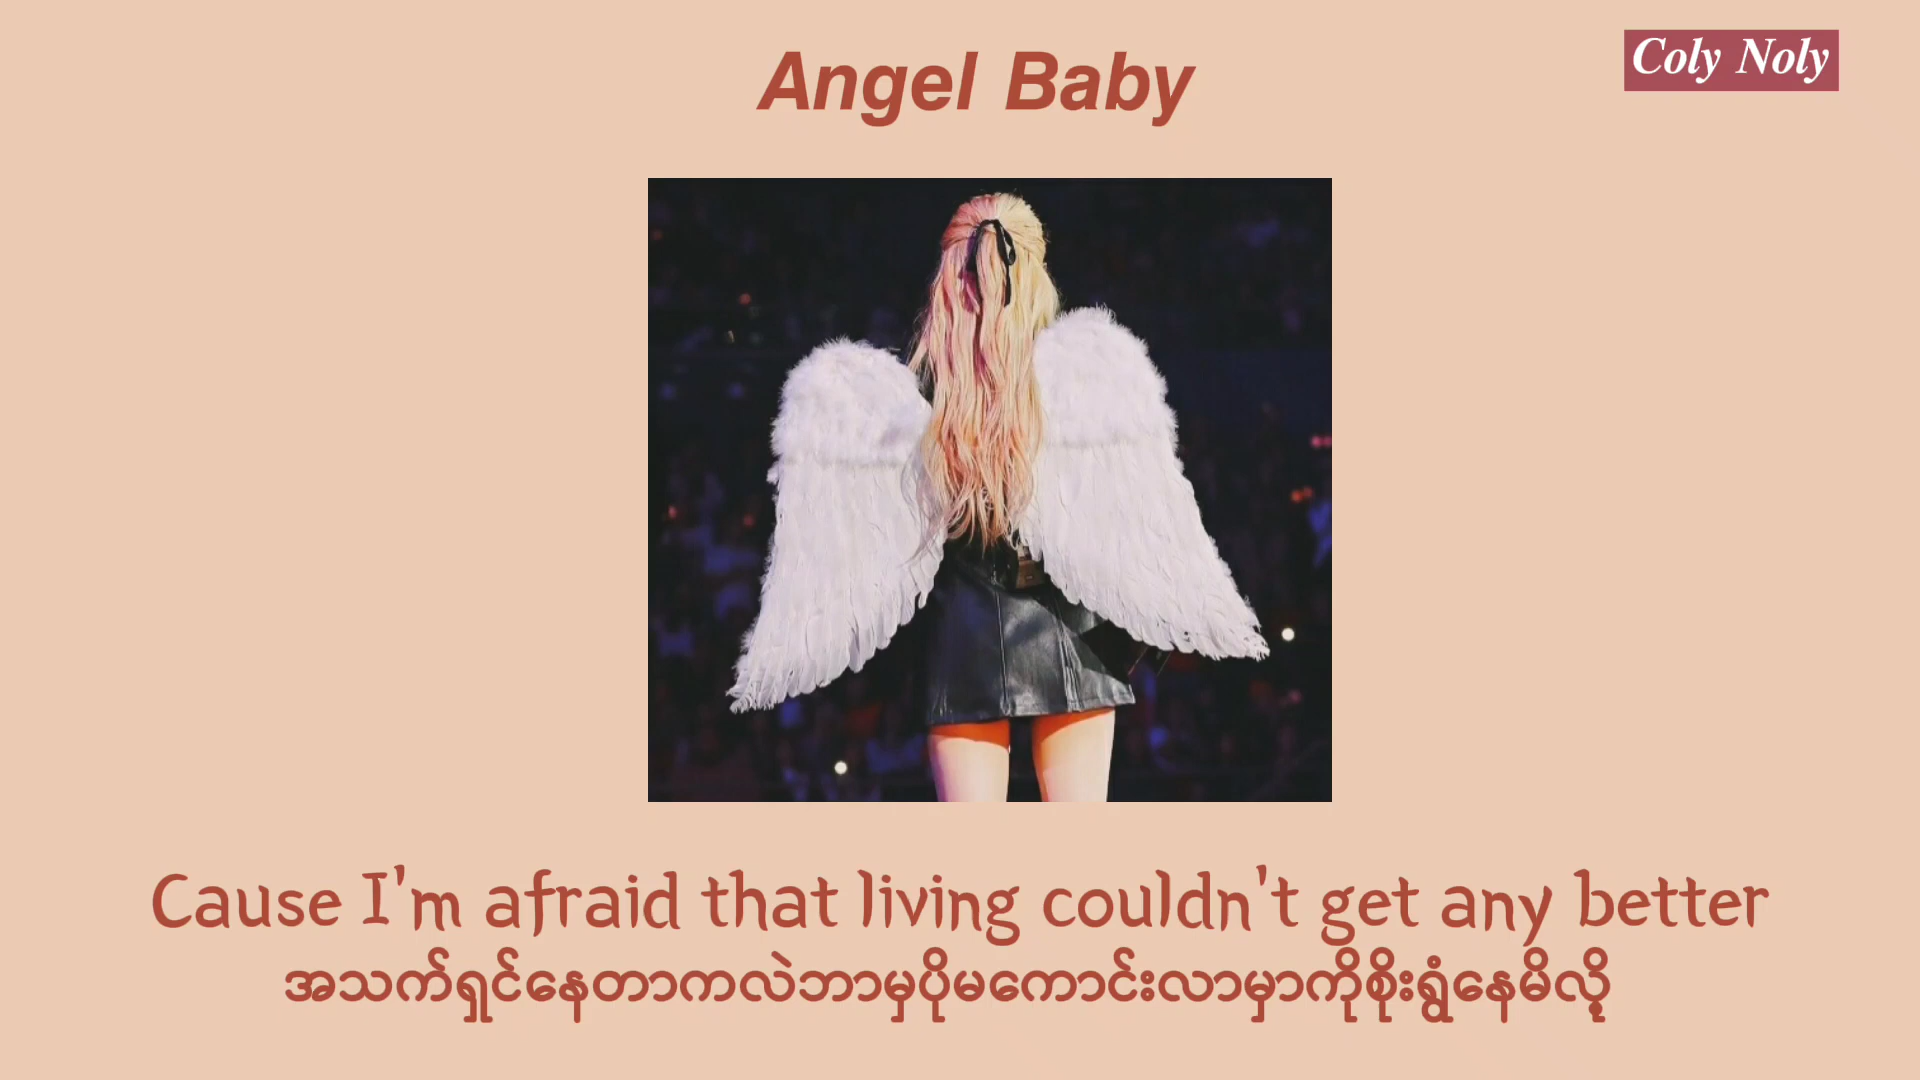 Angel Baby
Coly Noly
Cause I'm afraid that living couldn't get any better
အသက်ရှင်နေတာကလဲဘာမှပိုမကောင်းလာမှာကိုစိုးရွံ့နေမိလို့